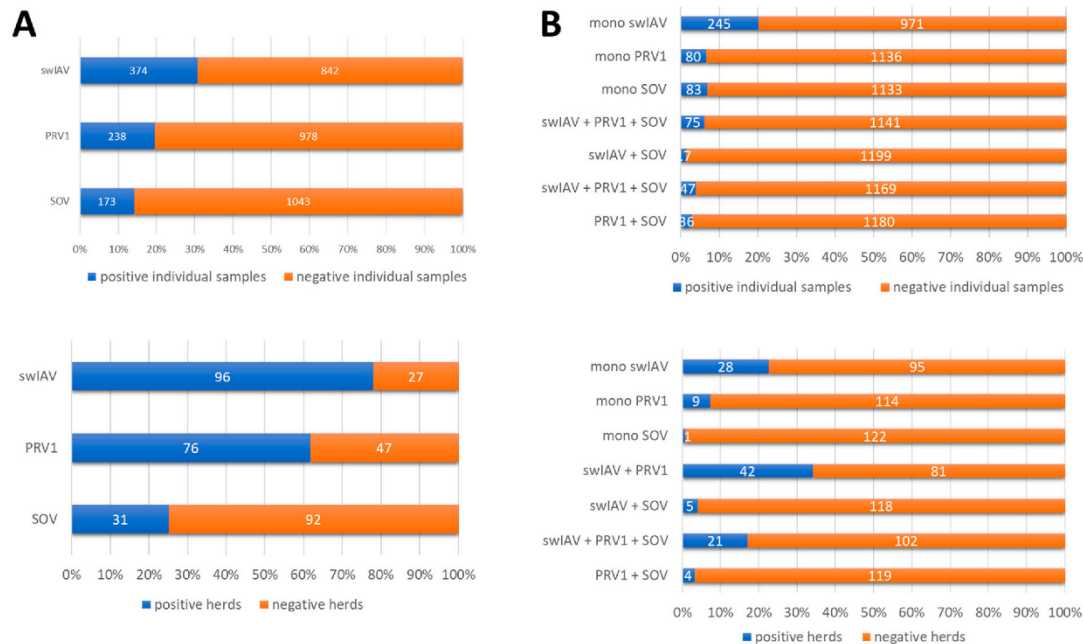 A
swIAV 374 842
PRV1 238 978
SOV 173 1043
0% 10% 20% 30% 40% 50% 60% 70% 80% 90% 100%
positive individual samples negative individual samples
swIAV 96 27
PRV1 76 47
SOV 31 92
0% 10% 20% 30% 40% 50% 60% 70% 80% 90% 100%
positive herds negative herds
B
mono swIAV 245 971
mono PRV1 80 1136
mono SOV 83 1133
swIAV + PRV1 + SOV 75 1141
swIAV + SOV 17 1199
swIAV + PRV1 + SOV 47 1169
PRV1 + SOV 36 1180
0% 10% 20% 30% 40% 50% 60% 70% 80% 90% 100%
positive individual samples negative individual samples
mono swIAV 28 95
mono PRV1 9 114
mono SOV 1 122
swIAV + PRV1 42 81
swIAV + SOV 5 118
swIAV + PRV1 + SOV 21 102
PRV1 + SOV 4 119
0% 10% 20% 30% 40% 50% 60% 70% 80% 90% 100%
positive herds negative herds